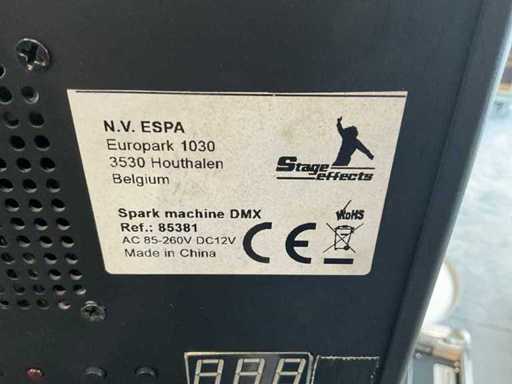 N.V. ESPA
Europark 1030
3530 Houthalen
Belgium
Stage
effects
Spark machine DMX
Ref.: 85381
AC 85-260V DC12V
Made in China
CE
RoHS